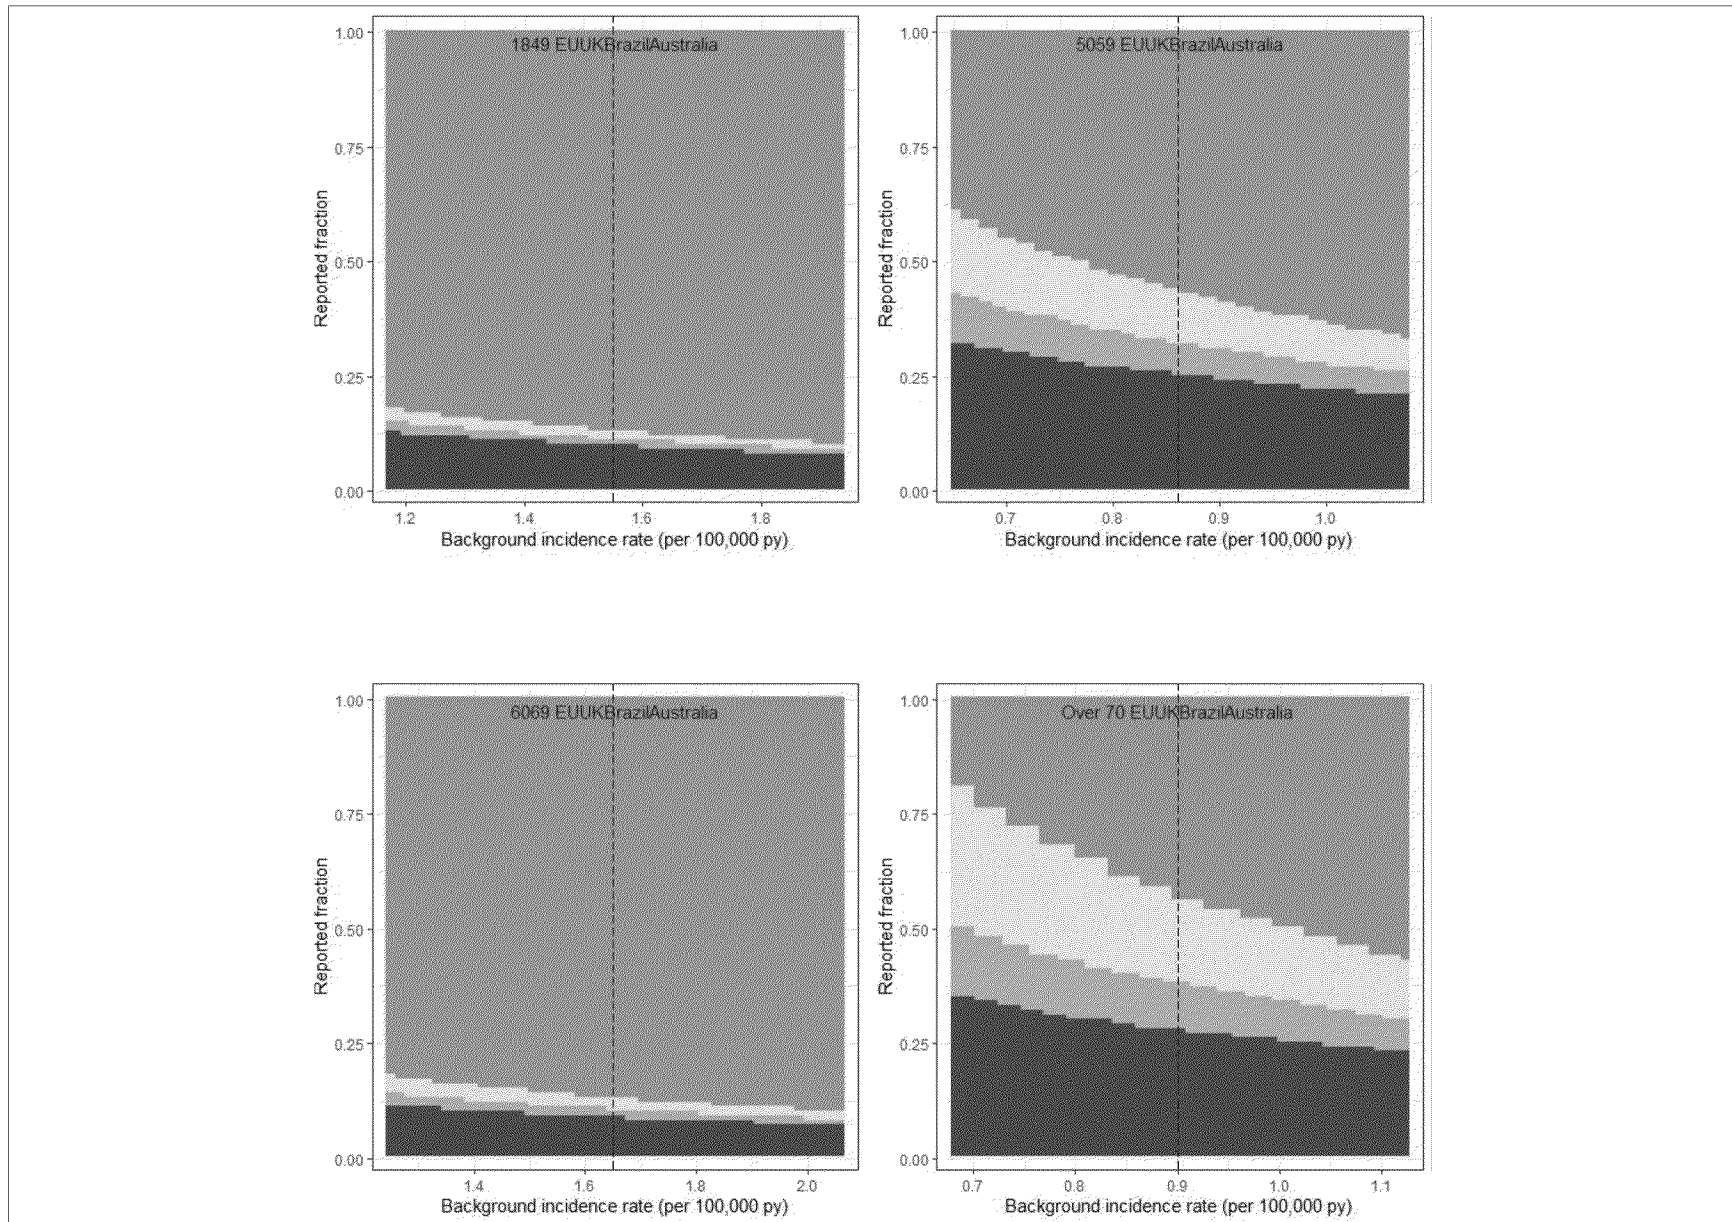 1849 EUUKBrazilAustralia
1.00
0.75
0.50
0.25
0.00
Reported fraction
1.2 1.4 1.6 1.8
Background incidence rate (per 100,000 py)
5059 EUUKBrazilAustralia
1.00
0.75
0.50
0.25
0.00
Reported fraction
0.7 0.8 0.9 1.0
Background incidence rate (per 100,000 py)
6069 EUUKBrazilAustralia
1.00
0.75
0.50
0.25
0.00
Reported fraction
1.4 1.6 1.8 2.0
Background incidence rate (per 100,000 py)
Over 70 EUUKBrazilAustralia
1.00
0.75
0.50
0.25
0.00
Reported fraction
0.7 0.8 0.9 1.0 1.1
Background incidence rate (per 100,000 py)